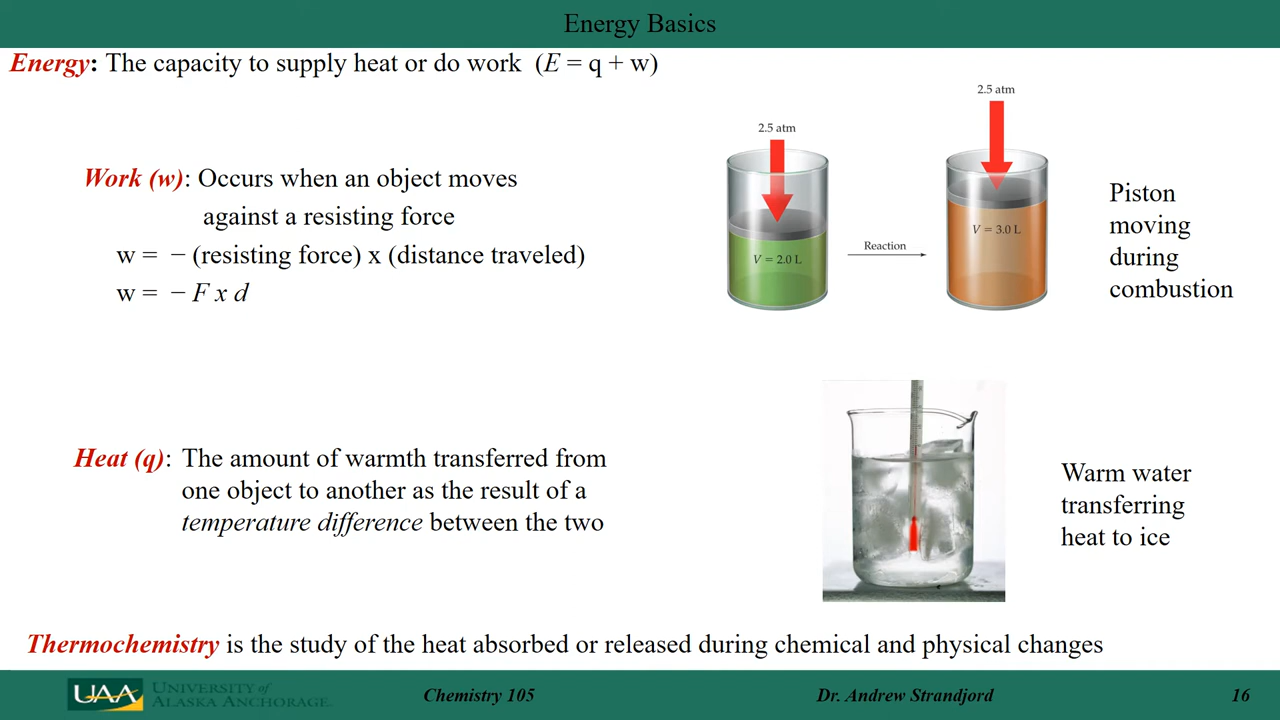 Energy Basics
Energy: The capacity to supply heat or do work (E = q + w)
2.5 atm
2.5 atm
Work (w): Occurs when an object moves
against a resisting force
w = − (resisting force) x (distance traveled)
w = − F x d
V = 2.0 L
Reaction
V = 3.0 L
Piston
moving
during
combustion
Heat (q): The amount of warmth transferred from
one object to another as the result of a
temperature difference between the two
Warm water
transferring
heat to ice
Thermochemistry is the study of the heat absorbed or released during chemical and physical changes
UAA UNIVERSITY of
ALASKA ANCHORAGE.
Chemistry 105
Dr. Andrew Strandjord
16